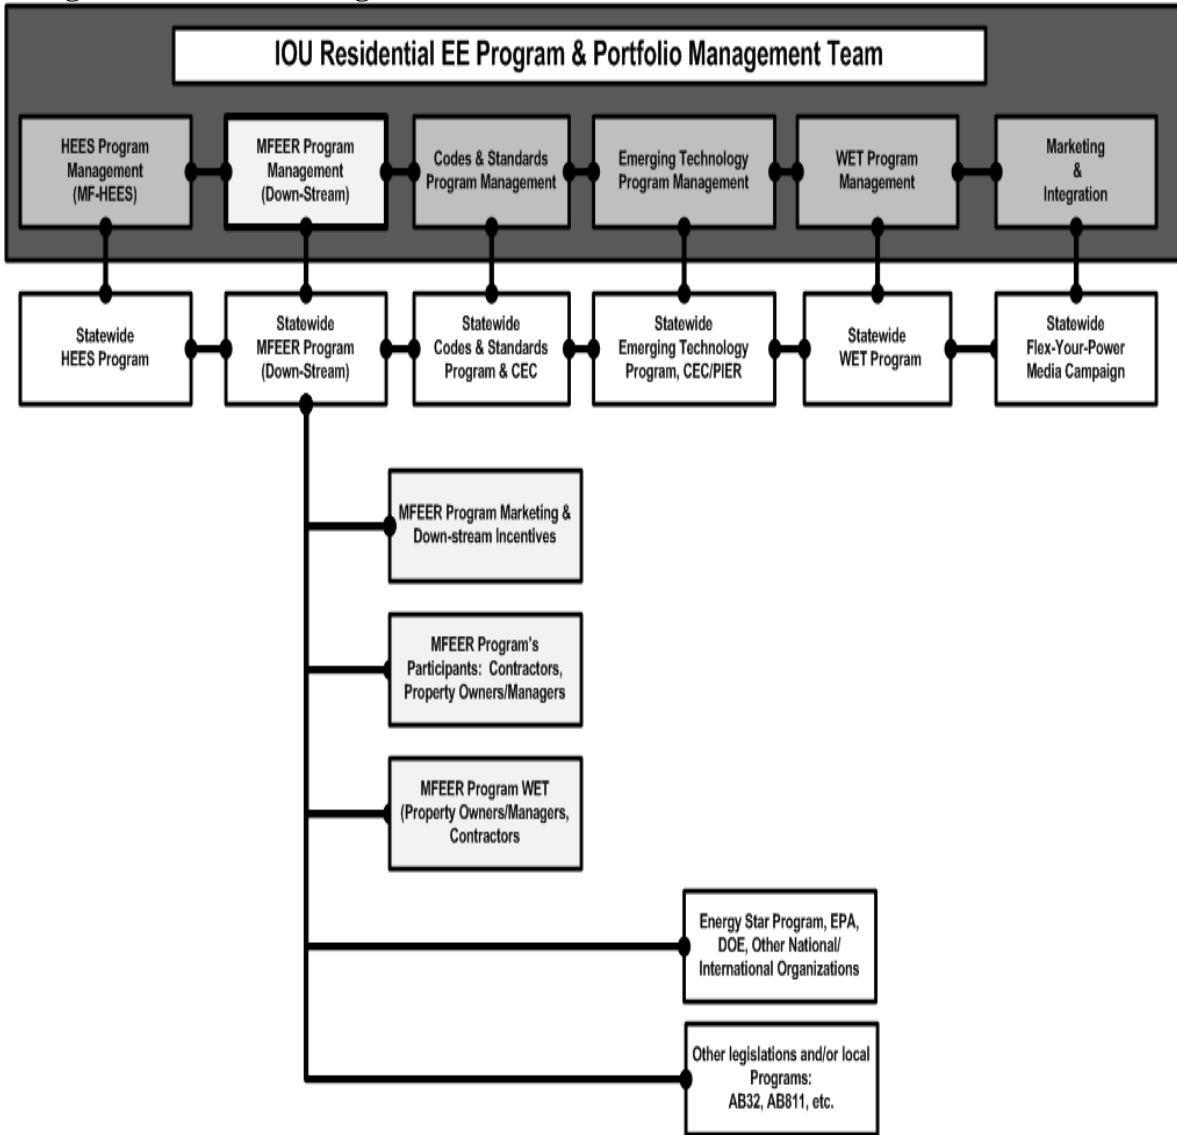 IOU Residential EE Program & Portfolio Management Team
HEES Program
Management
(MF-HEES)
MFEER Program
Management
(Down-Stream)
Codes & Standards
Program Management
Emerging Technology
Program Management
WET Program
Management
Marketing
&
Integration
Statewide
HEES Program
Statewide
MFEER Program
(Down-Stream)
Statewide
Codes & Standards
Program & CEC
Statewide
Emerging Technology
Program, CEC/PIER
Statewide
WET Program
Statewide
Flex-Your-Power
Media Campaign
MFEER Program Marketing &
Down-stream Incentives
MFEER Program's
Participants: Contractors,
Property Owners/Managers
MFEER Program WET
(Property Owners/Managers,
Contractors
Energy Star Program, EPA,
DOE, Other National/
International Organizations
Other legislations and/or local
Programs:
AB32, AB811, etc.